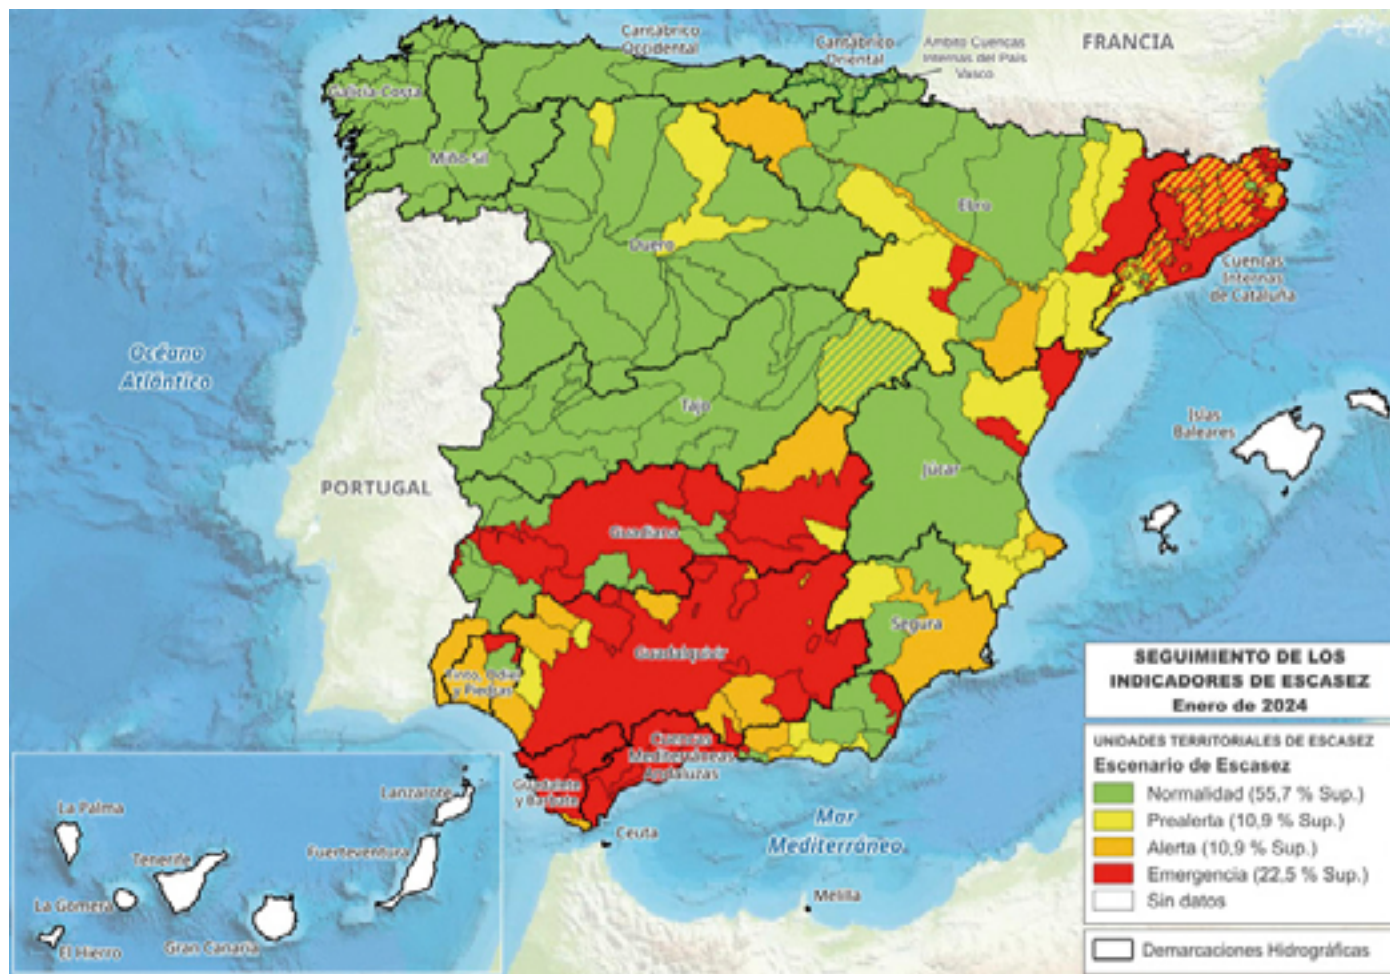 Cantábrico
Occidental
Cantábrico
Oriental
Ámbito Cuencas
Internas del País
Vasco
FRANCIA
Galicia-Costa
Miño-Sil
Duero
Ebro
Cuencas
Internas
de Cataluña
Océano
Atlántico
Tajo
Islas
Baleares
PORTUGAL
Júcar
Guadiana
Segura
Guadalquivir
Tinto, Odiel
y Piedras
Cuencas
Mediterráneas
Andaluzas
Guadalete
y Barbate
Ceuta
Mar
Mediterráneo
Melilla
La Palma
Lanzarote
Tenerife
Fuerteventura
La Gomera
El Hierro
Gran Canaria
SEGUIMIENTO DE LOS
INDICADORES DE ESCASEZ
Enero de 2024
UNIDADES TERRITORIALES DE ESCASEZ
Escenario de Escasez
Normalidad (55,7 % Sup.)
Prealerta (10,9 % Sup.)
Alerta (10,9 % Sup.)
Emergencia (22,5 % Sup.)
Sin datos
Demarcaciones Hidrográficas